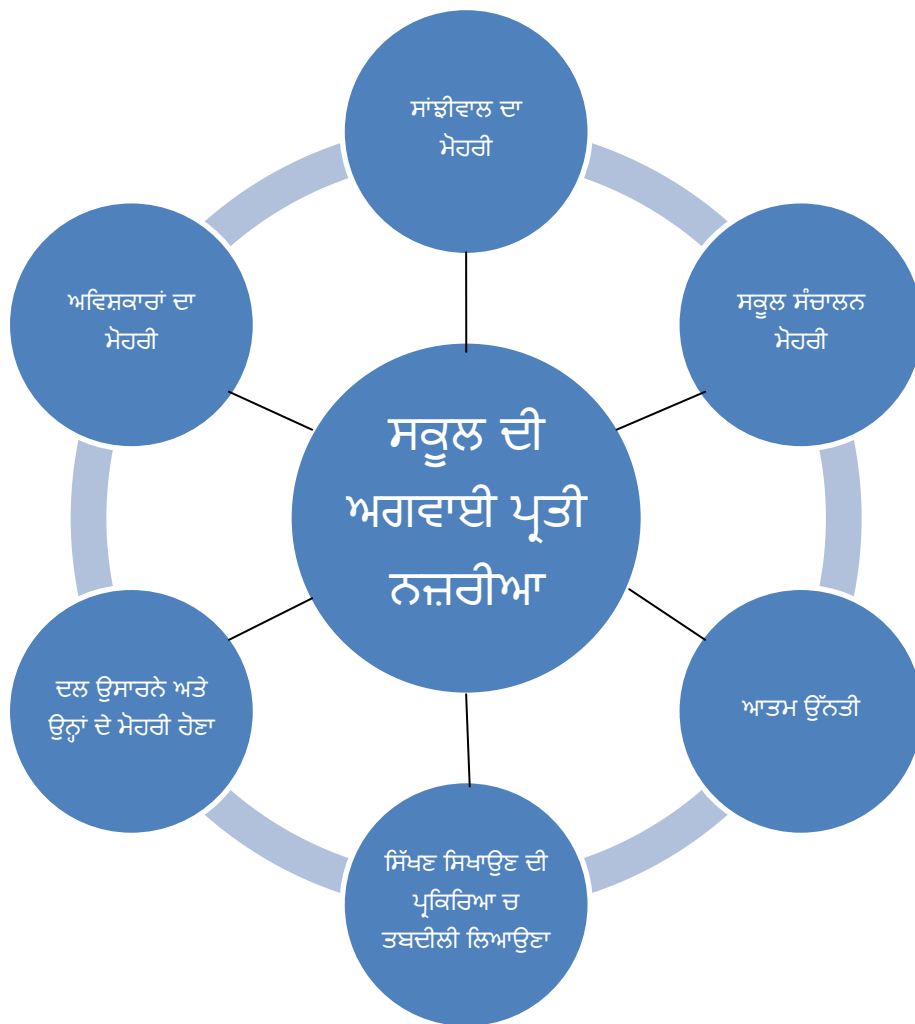 ਸਾਂਝੀਵਾਲ ਦਾ
ਮੋਹਰੀ
ਅਵਿਸ਼ਕਾਰਾਂ ਦਾ
ਮੋਹਰੀ
ਸਕੂਲ ਸੰਚਾਲਨ
ਮੋਹਰੀ
ਸਕੂਲ ਦੀ
ਅਗਵਾਈ ਪ੍ਰਤੀ
ਨਜ਼ਰੀਆ
ਦਲ ਉਸਾਰਨੇ ਅਤੇ
ਉਨ੍ਹਾਂ ਦੇ ਮੋਹਰੀ ਹੋਣਾ
ਆਤਮ ਉੱਨਤੀ
ਸਿੱਖਣ ਸਿਖਾਉਣ ਦੀ
ਪ੍ਰਕਿਰਿਆ ਚ
ਤਬਦੀਲੀ ਲਿਆਉਣਾ